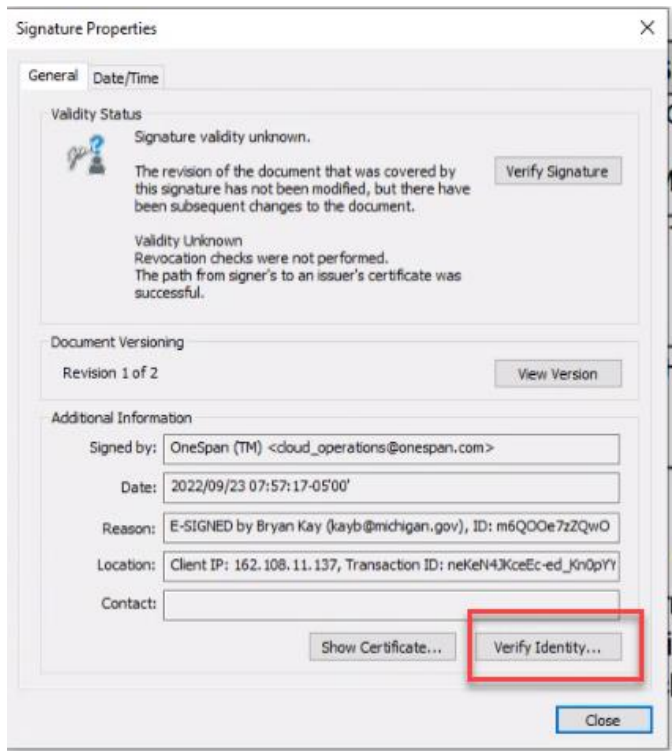 Signature Properties
General Date/Time
Validity Status
Signature validity unknown.
The revision of the document that was covered by
this signature has not been modified, but there have
been subsequent changes to the document.
Verify Signature
Validity Unknown
Revocation checks were not performed.
The path from signer's to an issuer's certificate was
successful.
Document Versioning
Revision 1 of 2
View Version
Additional Information
Signed by: OneSpan (TM) <cloud_operations@onespan.com>
Date: 2022/09/23 07:57:17-05'00'
Reason: E-SIGNED by Bryan Kay (kayb@michigan.gov), ID: m6QOOe7zZQwO
Location: Client IP: 162.108.11.137, Transaction ID: neKeN4JKceEc-ed_Kn0pYY
Contact:
Show Certificate... Verify Identity...
Close